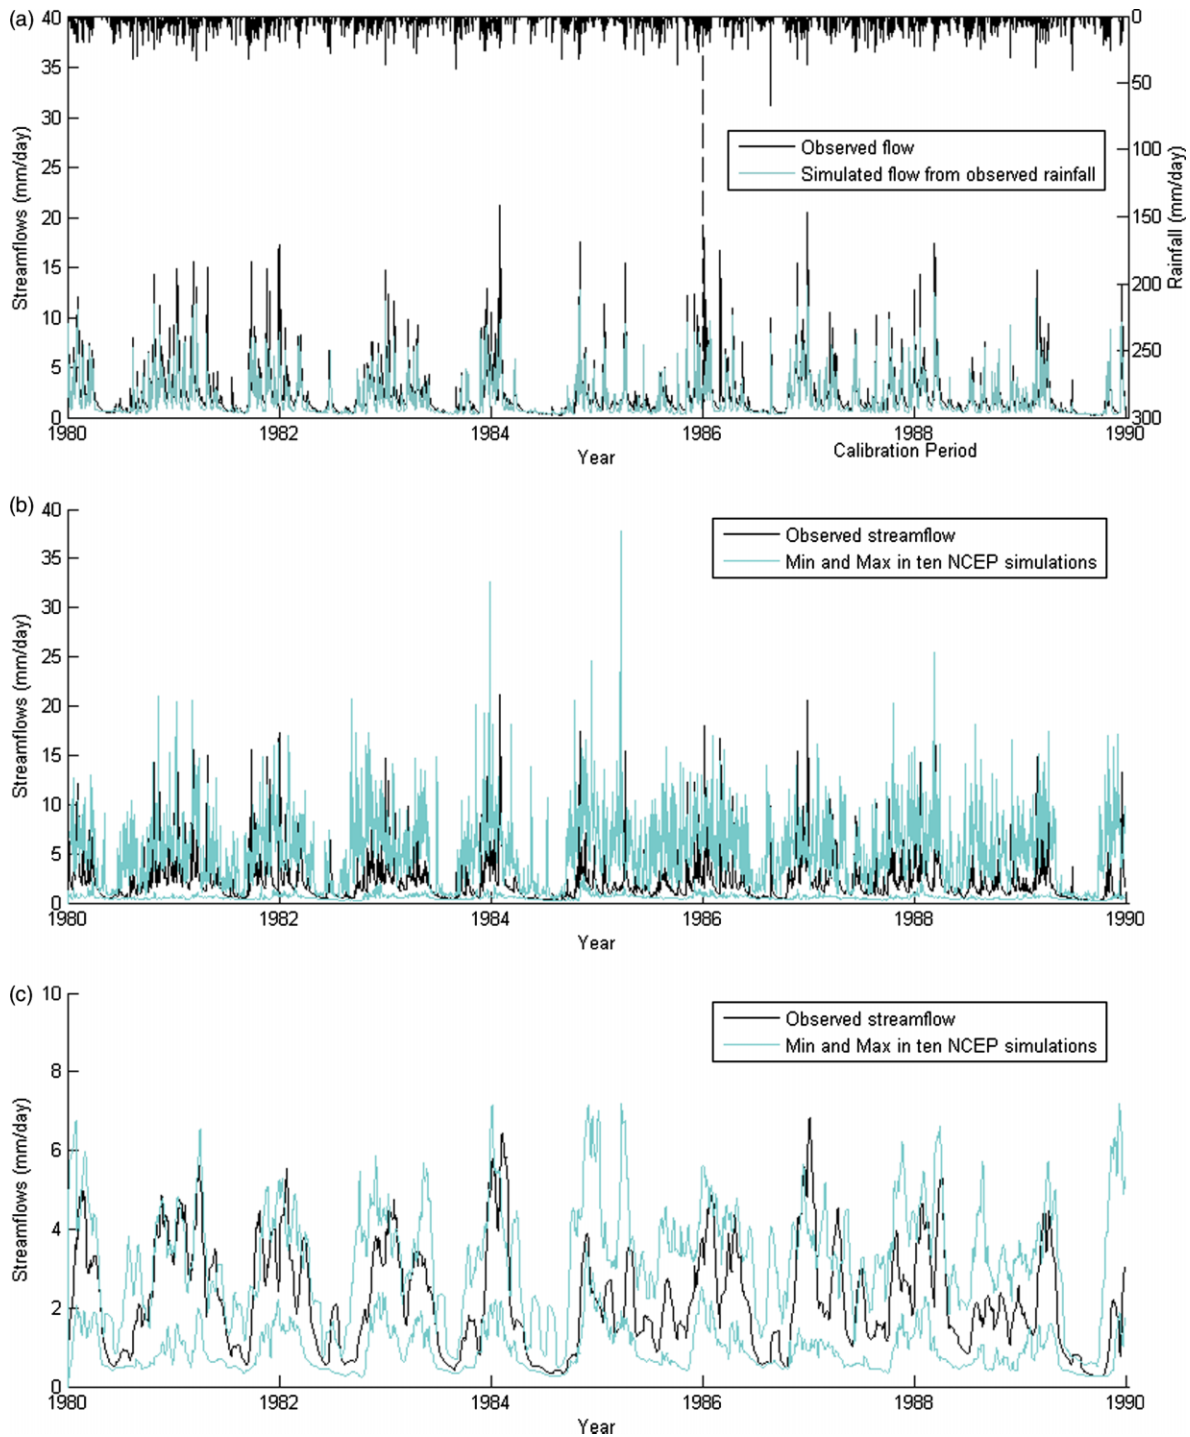 (a)
40
35
30
25
20
15
10
5
0
Streamflows (mm/day)
0
50
100
150
200
250
300
Rainfall (mm/day)
Observed flow
Simulated flow from observed rainfall
1980
1982
1984
1986
1988
1990
Year
Calibration Period
(b)
40
35
30
25
20
15
10
5
0
Streamflows (mm/day)
Observed streamflow
Min and Max in ten NCEP simulations
1980
1982
1984
1986
1988
1990
Year
(c)
10
8
6
4
2
0
Streamflows (mm/day)
Observed streamflow
Min and Max in ten NCEP simulations
1980
1982
1984
1986
1988
1990
Year